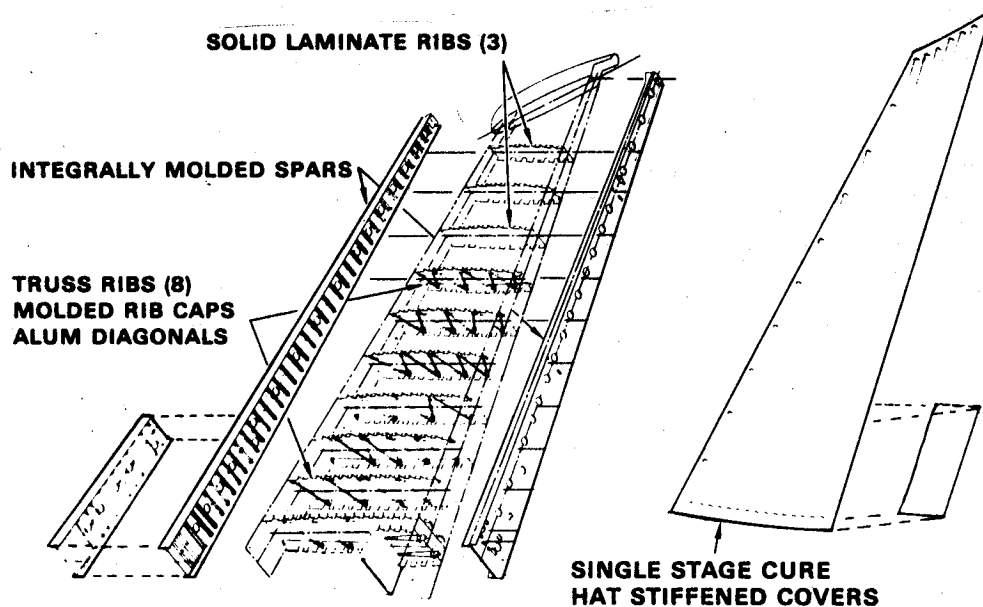 SOLID LAMINATE RIBS (3)
INTEGRALLY MOLDED SPARS
TRUSS RIBS (8)
MOLDED RIB CAPS
ALUM DIAGONALS
SINGLE STAGE CURE
HAT STIFFENED COVERS